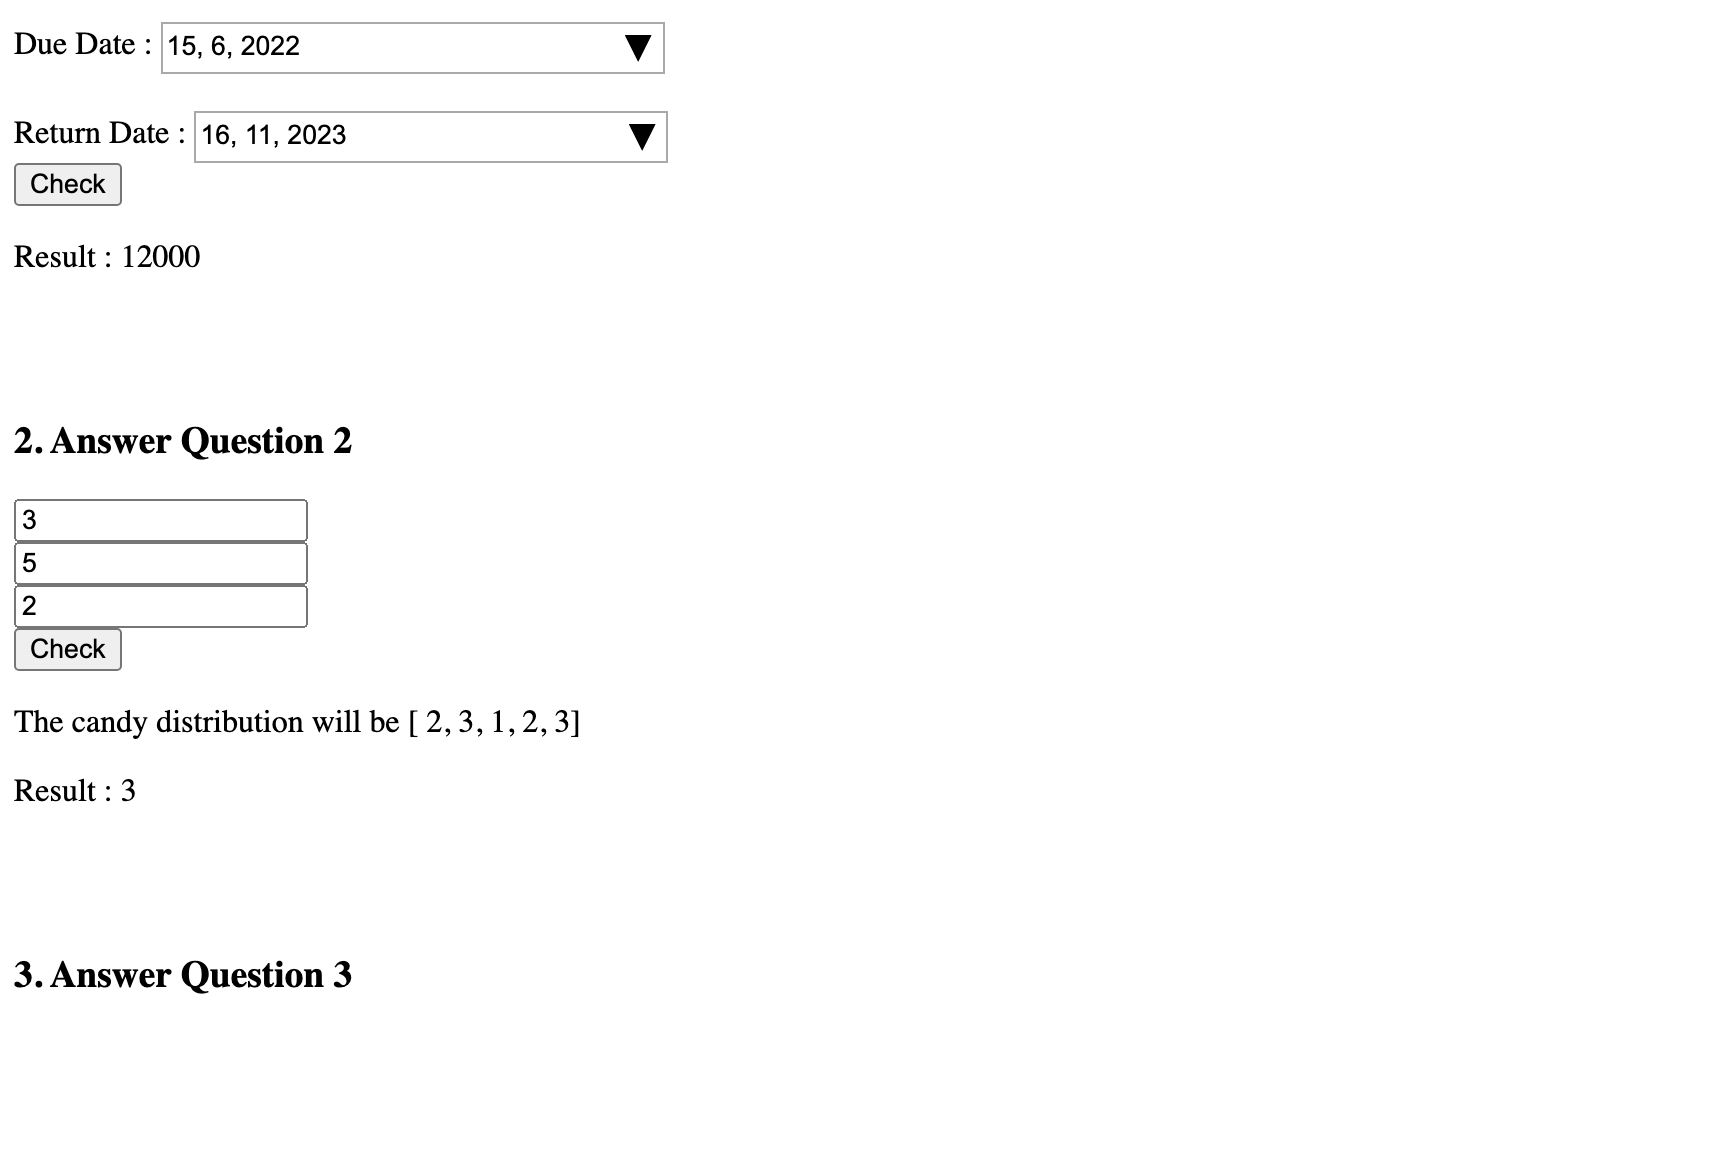 Due Date : 15, 6, 2022
Return Date : 16, 11, 2023
Check
Result : 12000
2. Answer Question 2
3
5
2
Check
The candy distribution will be [ 2, 3, 1, 2, 3]
Result : 3
3. Answer Question 3